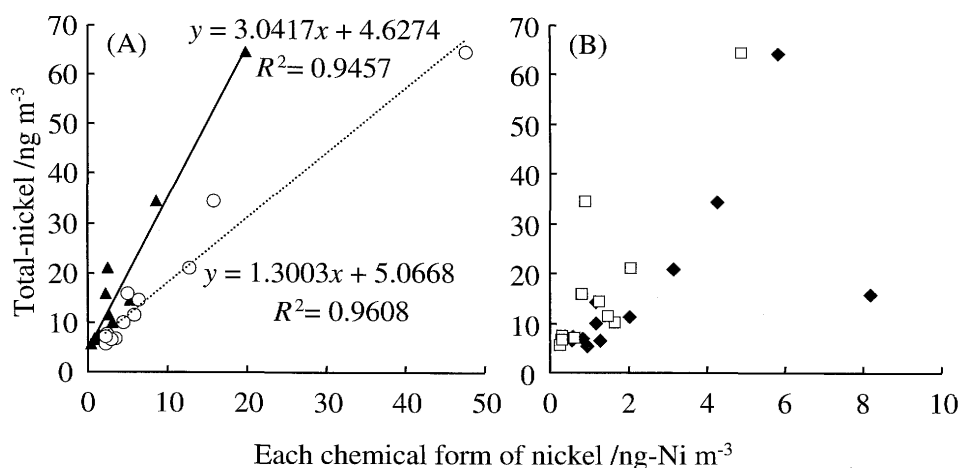 (A)
y = 3.0417x + 4.6274
R² = 0.9457
y = 1.3003x + 5.0668
R² = 0.9608
Total-nickel /ng m⁻³
70
60
50
40
30
20
10
0
0 10 20 30 40 50
(B)
70
60
50
40
30
20
10
0
0 2 4 6 8 10
Each chemical form of nickel /ng-Ni m⁻³